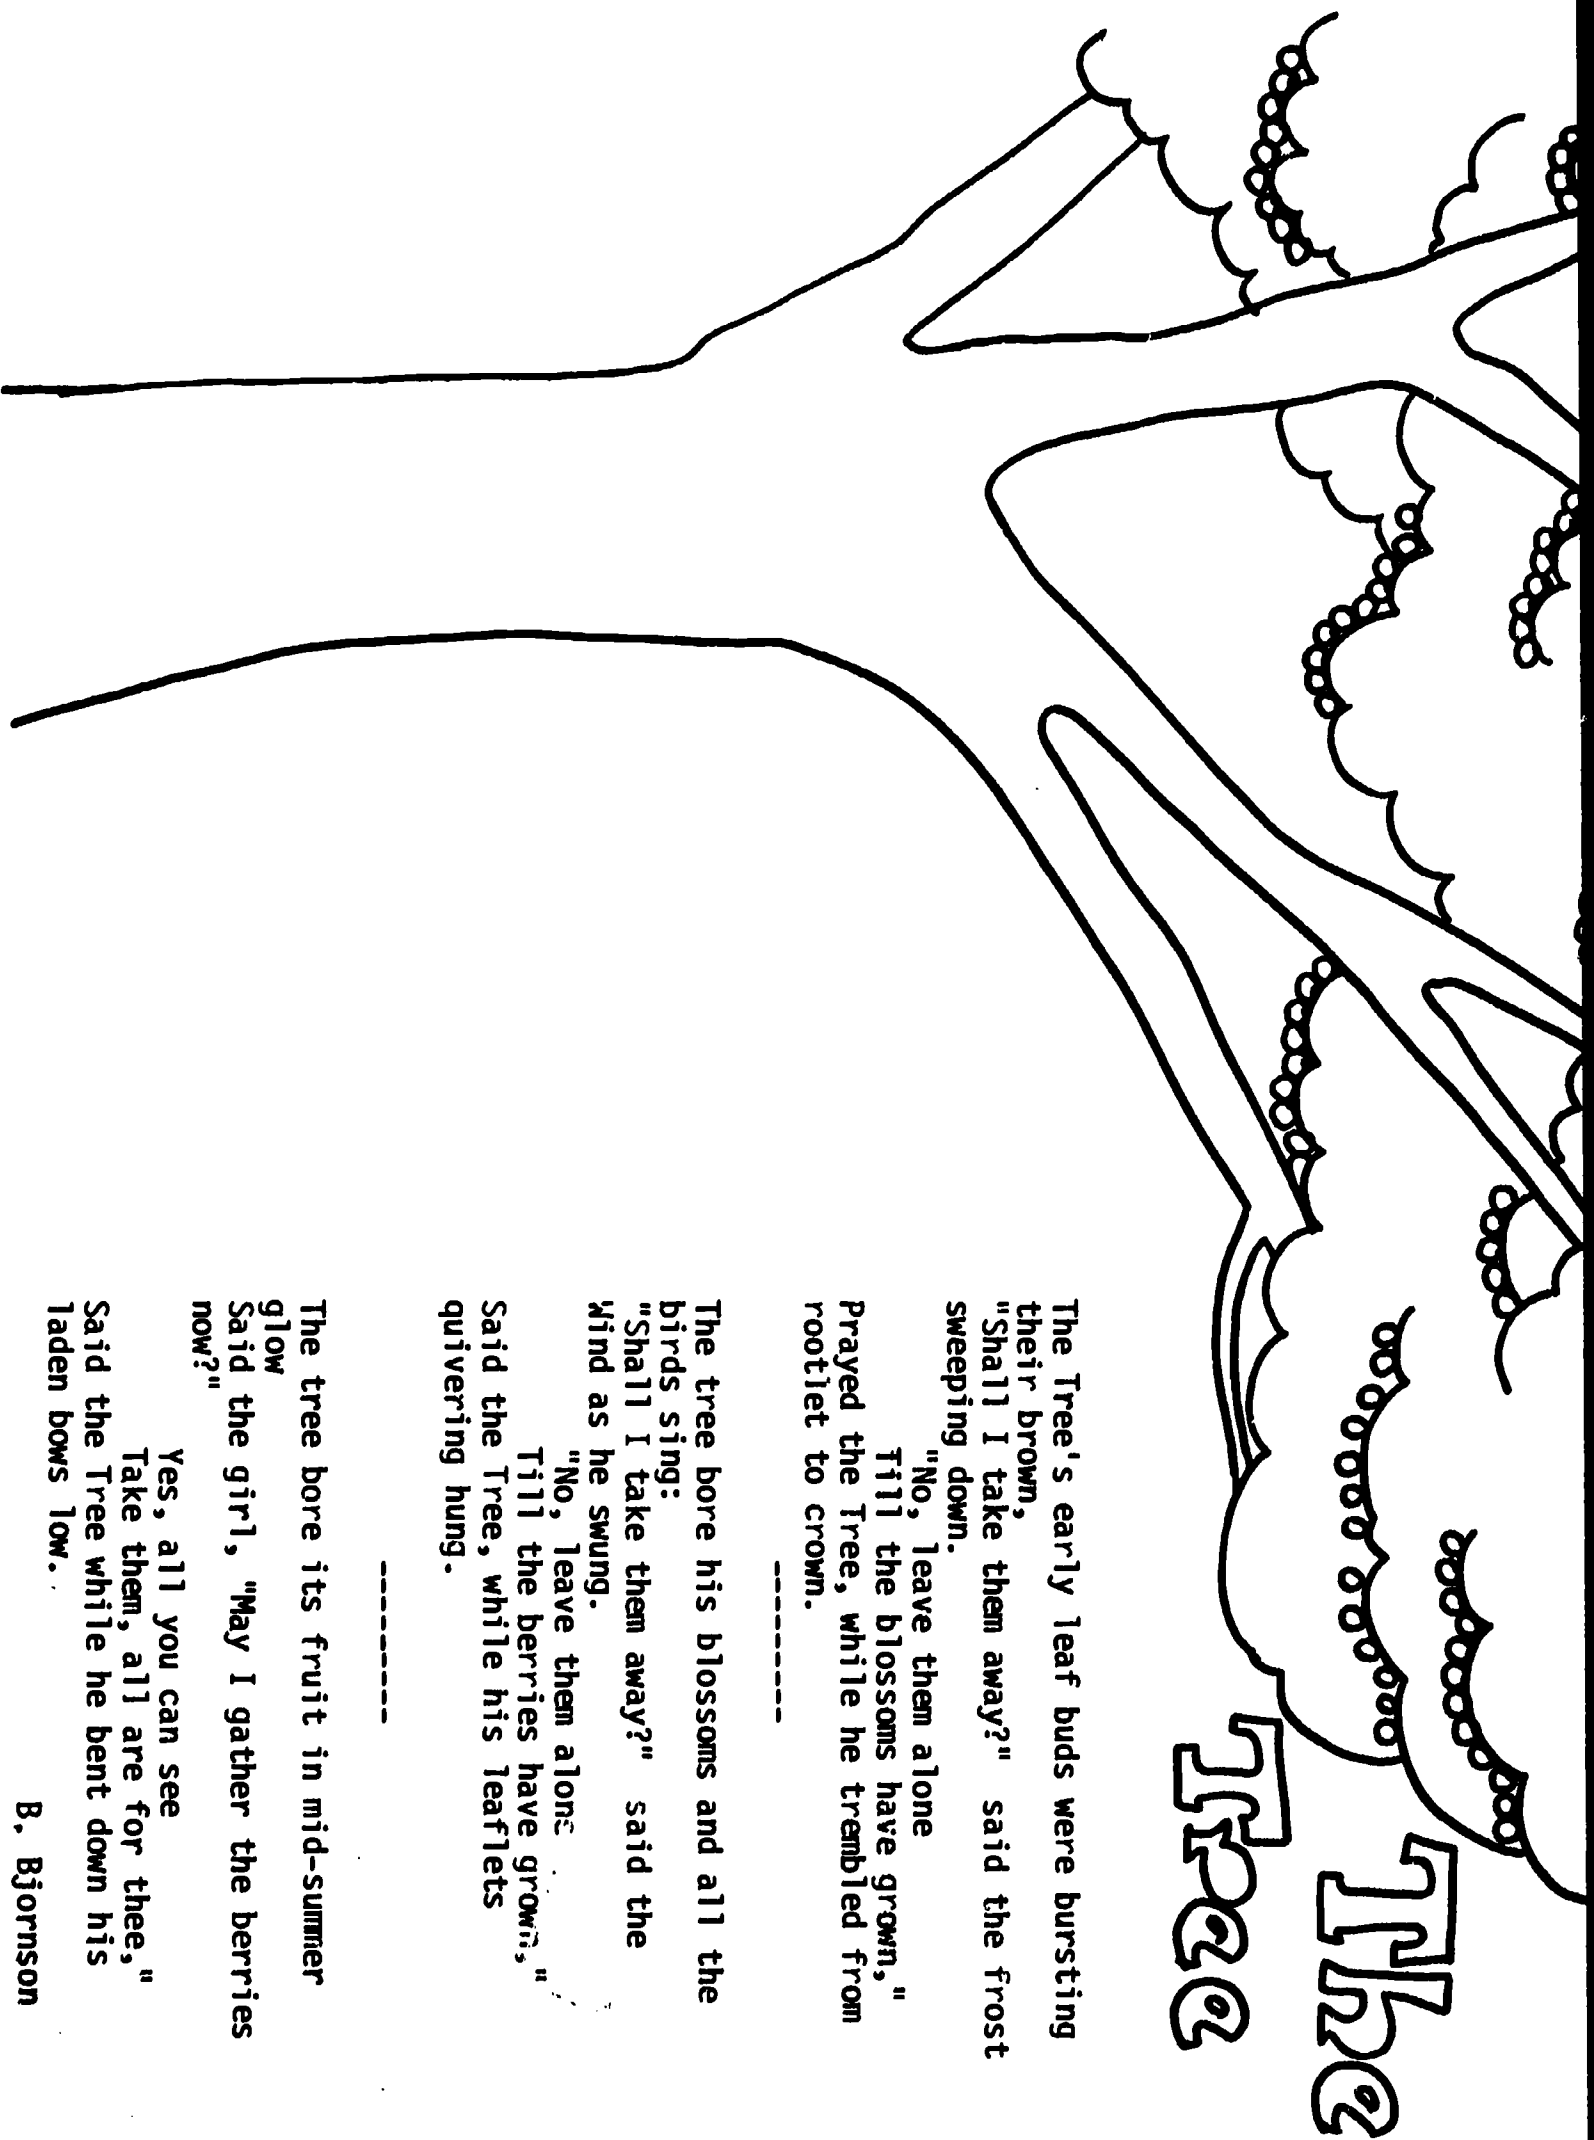 The
Tree
The Tree's early leaf buds were bursting
their brown,
"Shall I take them away?" said the frost
sweeping down.
"No, leave them alone
Till the blossoms have grown,"
Prayed the Tree, while he trembled from
rootlet to crown.
--------
The tree bore his blossoms and all the
birds sing:
"Shall I take them away?" said the
Wind as he swung.
"No, leave them alone
Till the berries have grown,"
Said the Tree, while his leaflets
quivering hung.
--------
The tree bore its fruit in mid-summer
glow
Said the girl, "May I gather the berries
now?"
Yes, all you can see
Take them, all are for thee,"
Said the Tree while he bent down his
laden bows low.
B. Bjornson